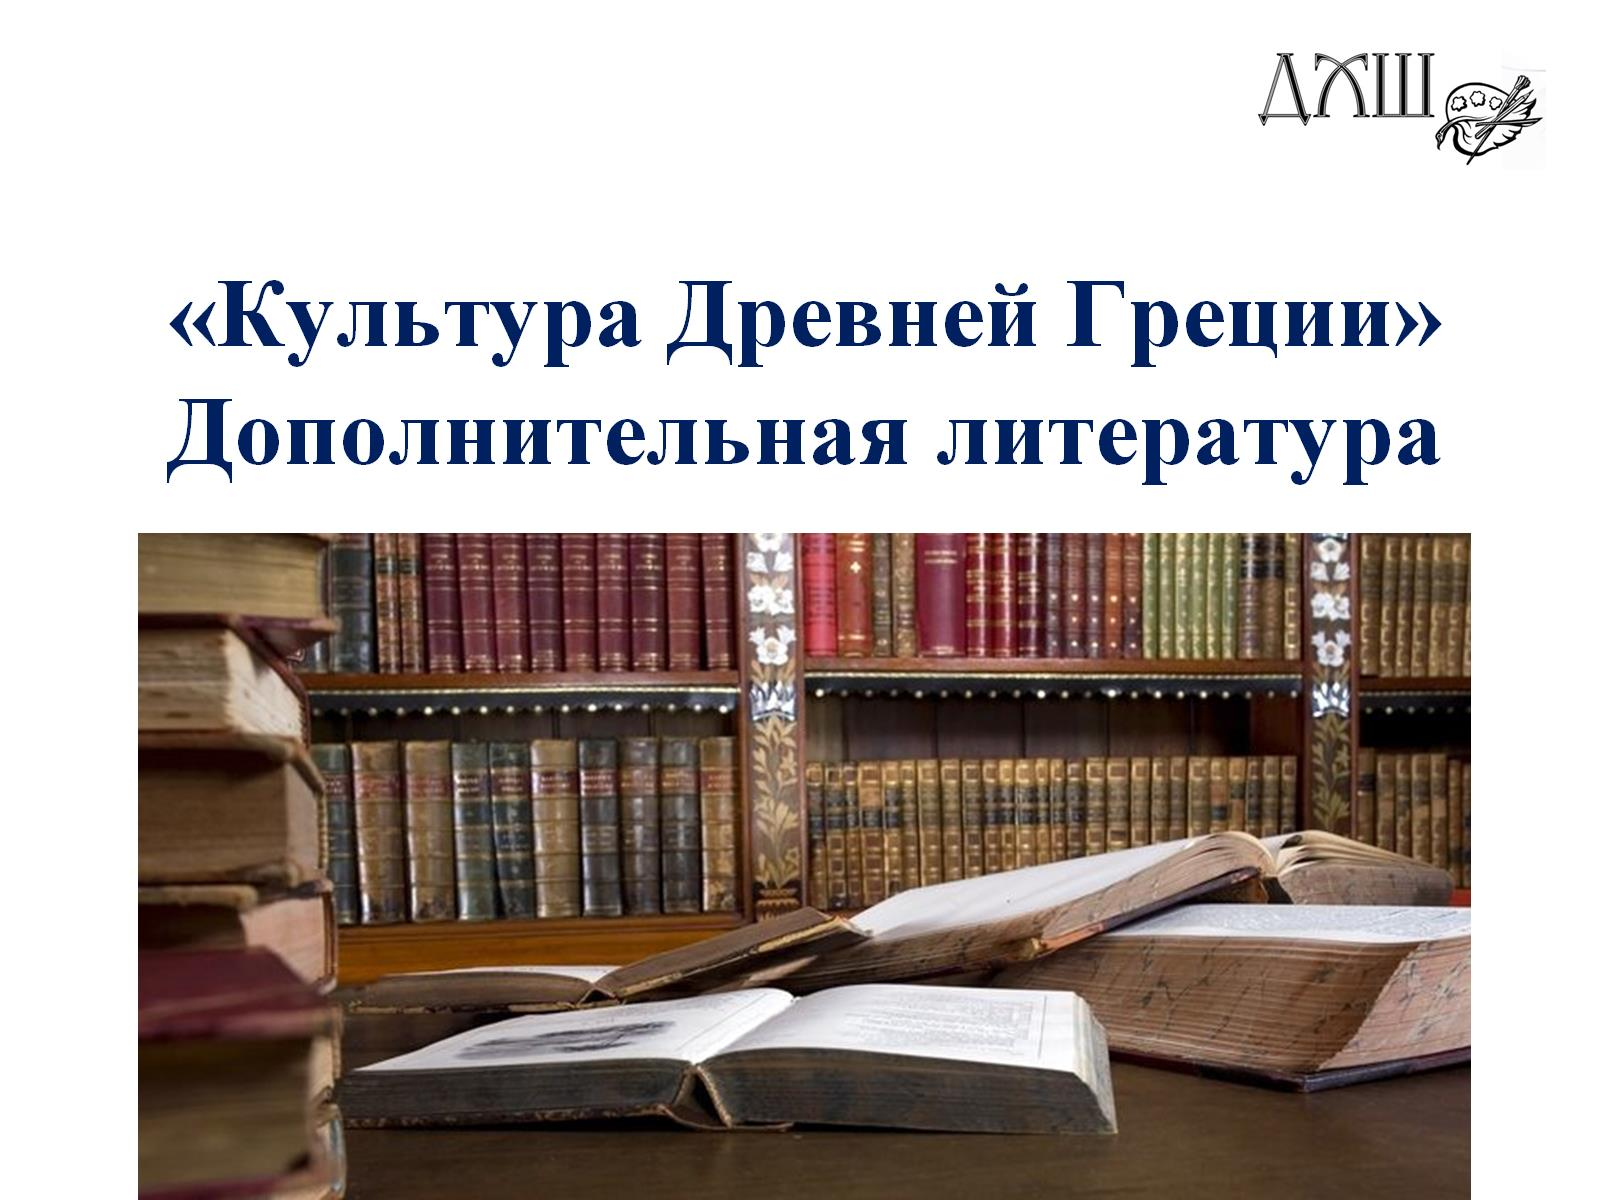 ДХШ
«Культура Древней Греции»
Дополнительная литература